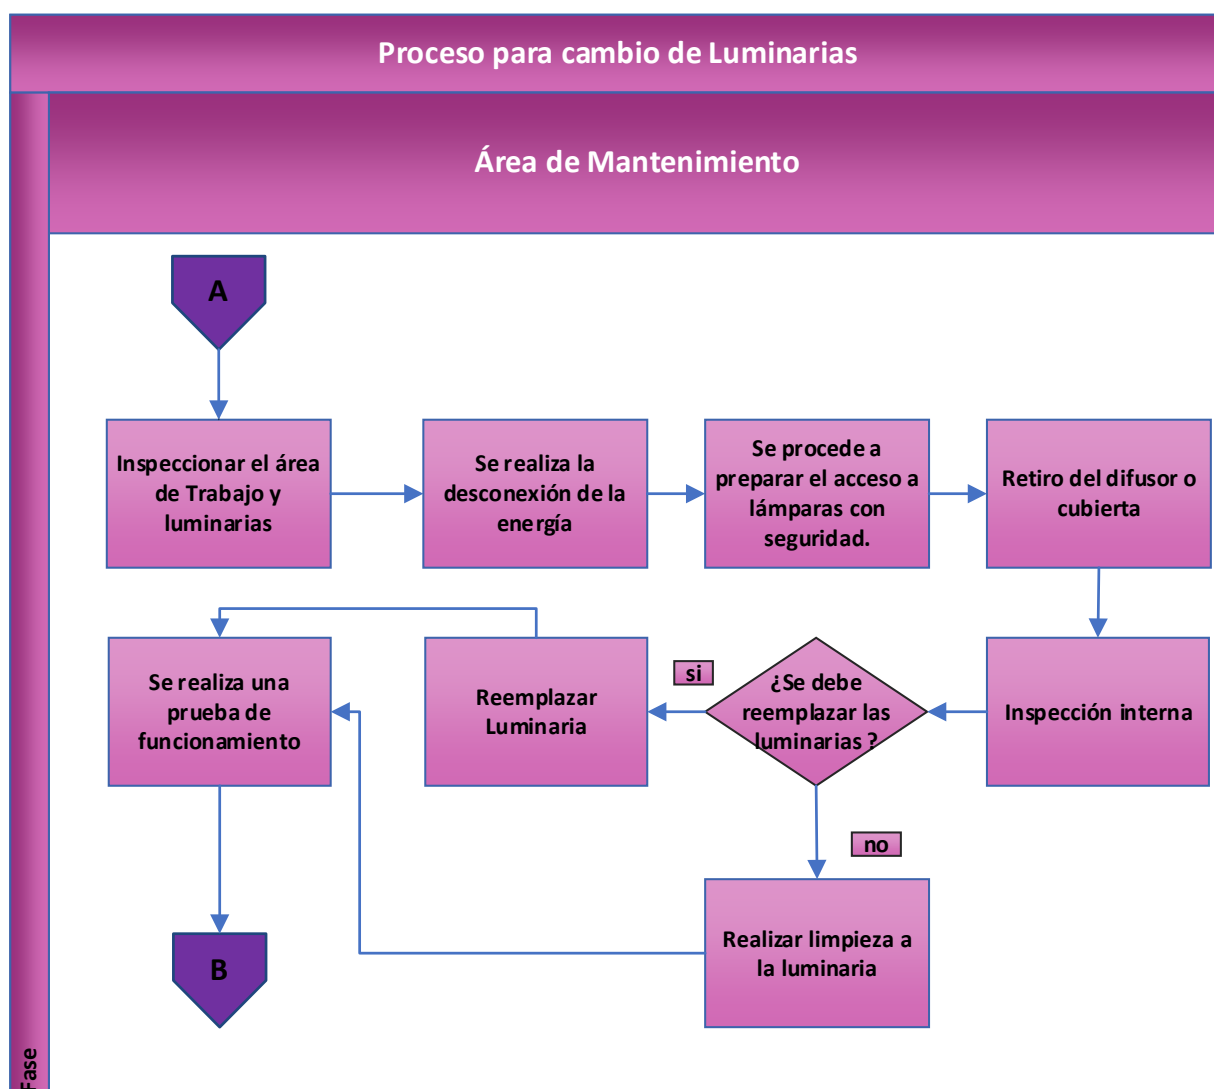 Proceso para cambio de Luminarias
Área de Mantenimiento
A
Inspeccionar el área
de Trabajo y
luminarias
Se realiza la
desconexión de la
energía
Se procede a
preparar el acceso a
lámparas con
seguridad.
Retiro del difusor o
cubierta
Se realiza una
prueba de
funcionamiento
Reemplazar
Luminaria
si
¿Se debe
reemplazar las
luminarias ?
Inspección interna
no
Realizar limpieza a
la luminaria
B
Fase